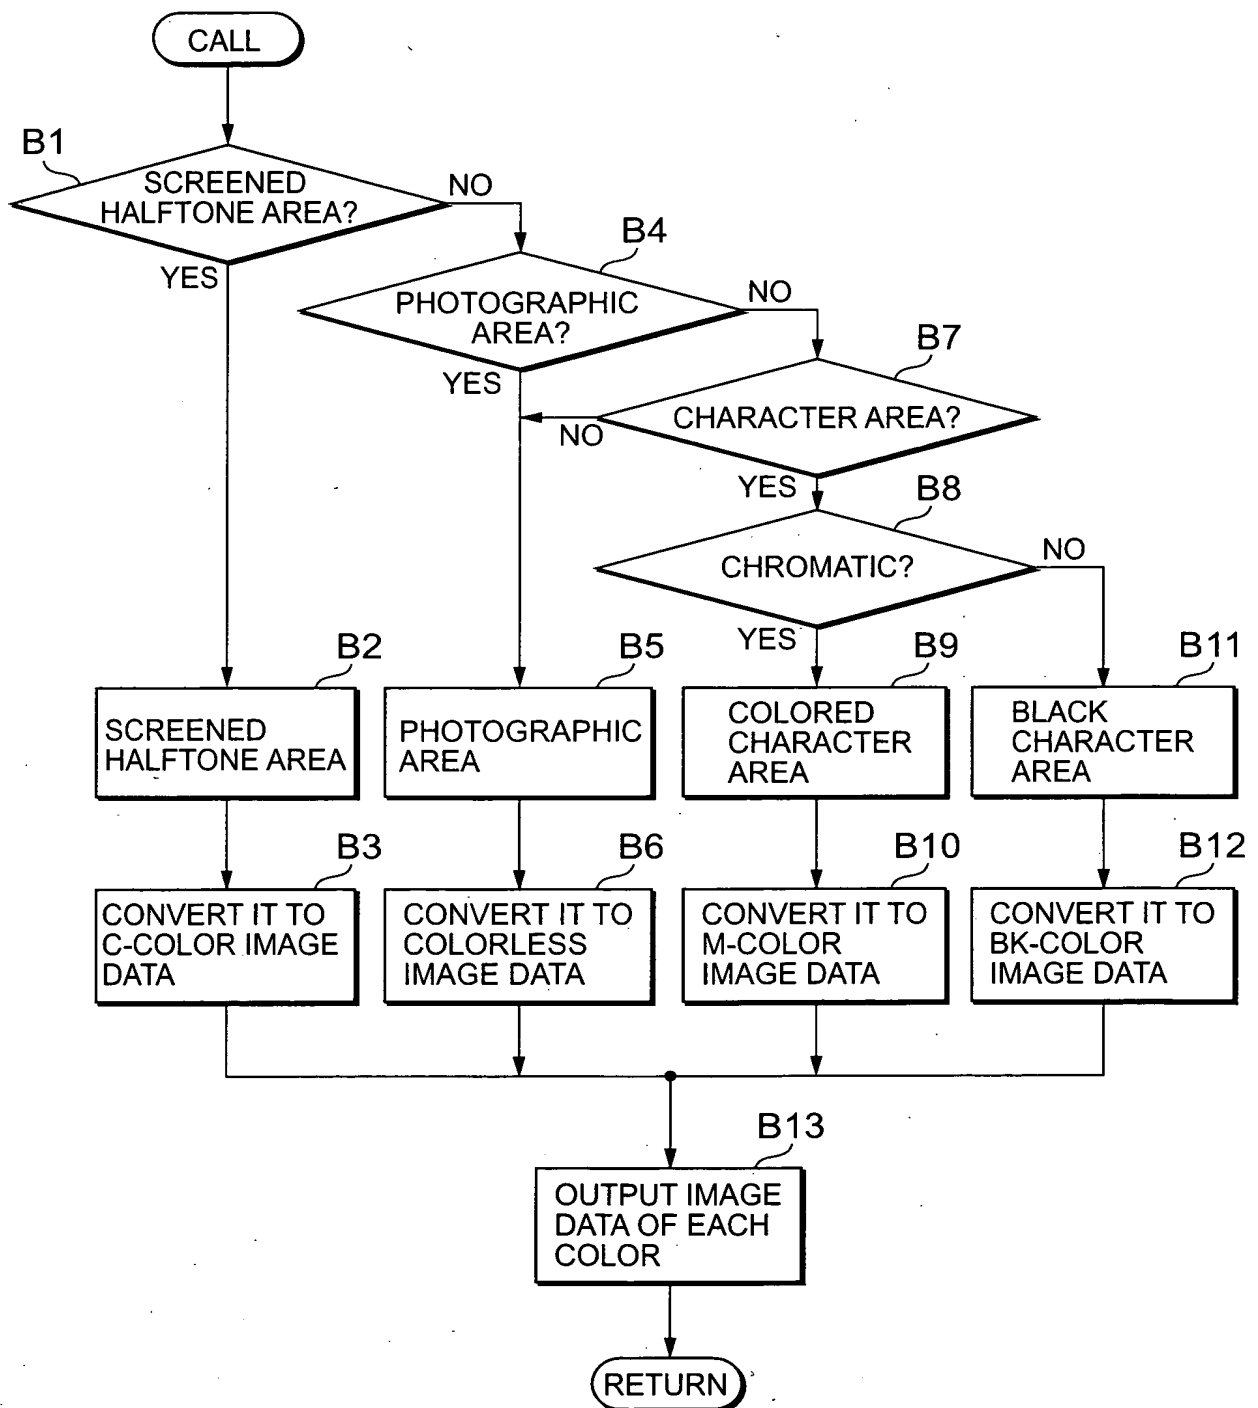 CALL
B1
SCREENED
HALFTONE AREA?
NO
YES
B4
PHOTOGRAPHIC
AREA?
NO
YES
B7
CHARACTER AREA?
NO
YES
B8
CHROMATIC?
NO
YES
B2
SCREENED
HALFTONE AREA
B5
PHOTOGRAPHIC
AREA
B9
COLORED
CHARACTER
AREA
B11
BLACK
CHARACTER
AREA
B3
CONVERT IT TO
C-COLOR IMAGE
DATA
B6
CONVERT IT TO
COLORLESS
IMAGE DATA
B10
CONVERT IT TO
M-COLOR
IMAGE DATA
B12
CONVERT IT TO
BK-COLOR
IMAGE DATA
B13
OUTPUT IMAGE
DATA OF EACH
COLOR
RETURN